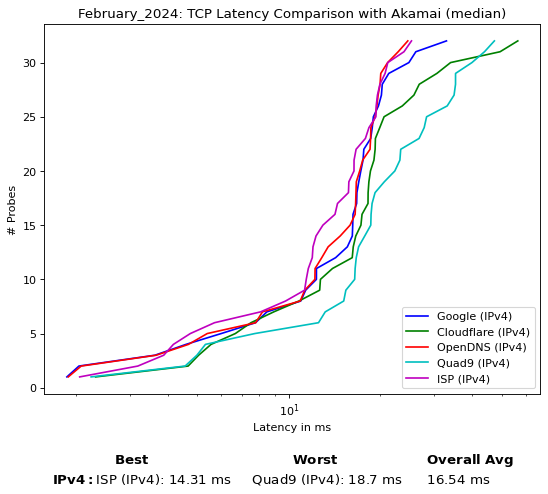 February_2024: TCP Latency Comparison with Akamai (median)
30
25
20
15
10
5
0
# Probes
Google (IPv4)
Cloudflare (IPv4)
OpenDNS (IPv4)
Quad9 (IPv4)
ISP (IPv4)
10^1
Latency in ms
Best Worst Overall Avg
IPv4: ISP (IPv4): 14.31 ms Quad9 (IPv4): 18.7 ms 16.54 ms